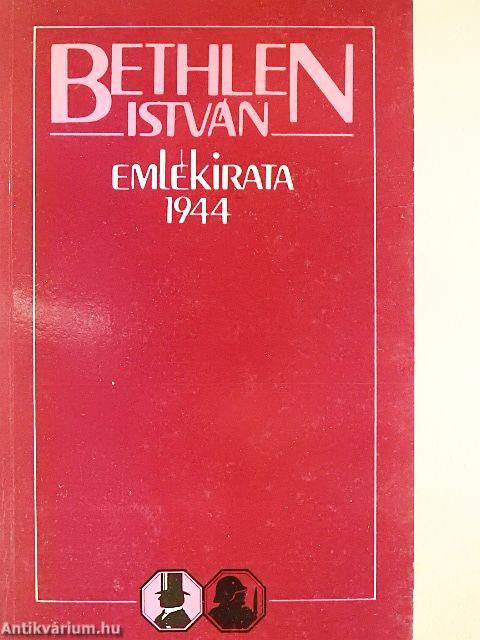 BETHLEN
ISTVÁN
EMLÉKIRATA
1944
Antikvárium.hu